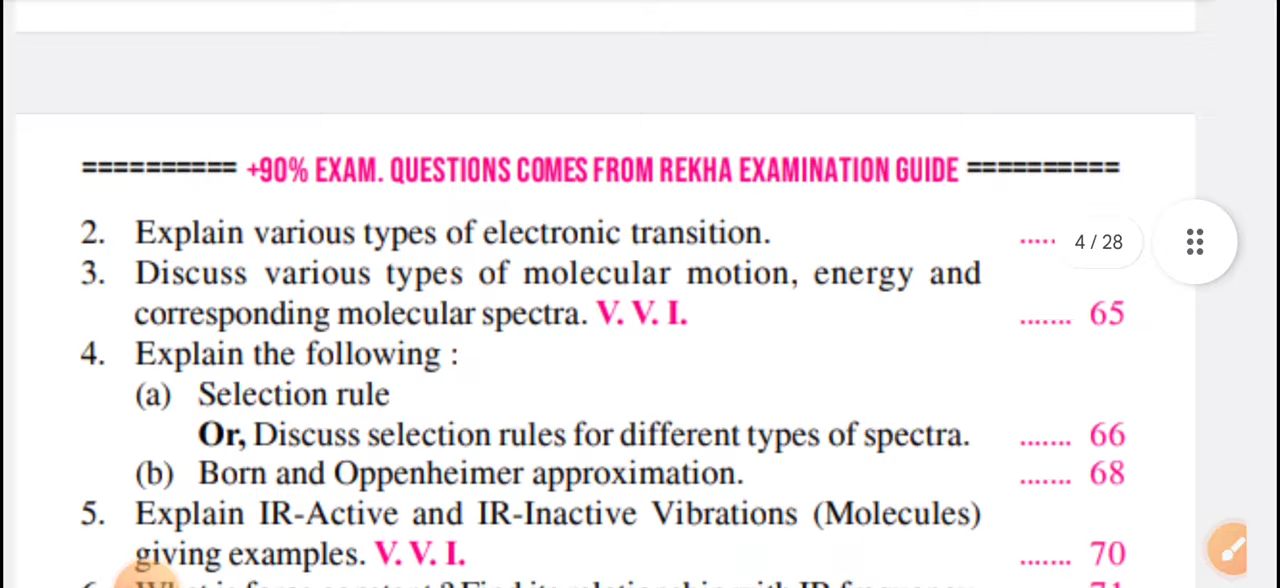 ========== +90% EXAM. QUESTIONS COMES FROM REKHA EXAMINATION GUIDE ==========
2. Explain various types of electronic transition. ..... 4 / 28
3. Discuss various types of molecular motion, energy and
corresponding molecular spectra. V. V. I. ....... 65
4. Explain the following :
(a) Selection rule
Or, Discuss selection rules for different types of spectra. ....... 66
(b) Born and Oppenheimer approximation. ....... 68
5. Explain IR-Active and IR-Inactive Vibrations (Molecules)
giving examples. V. V. I. ....... 70